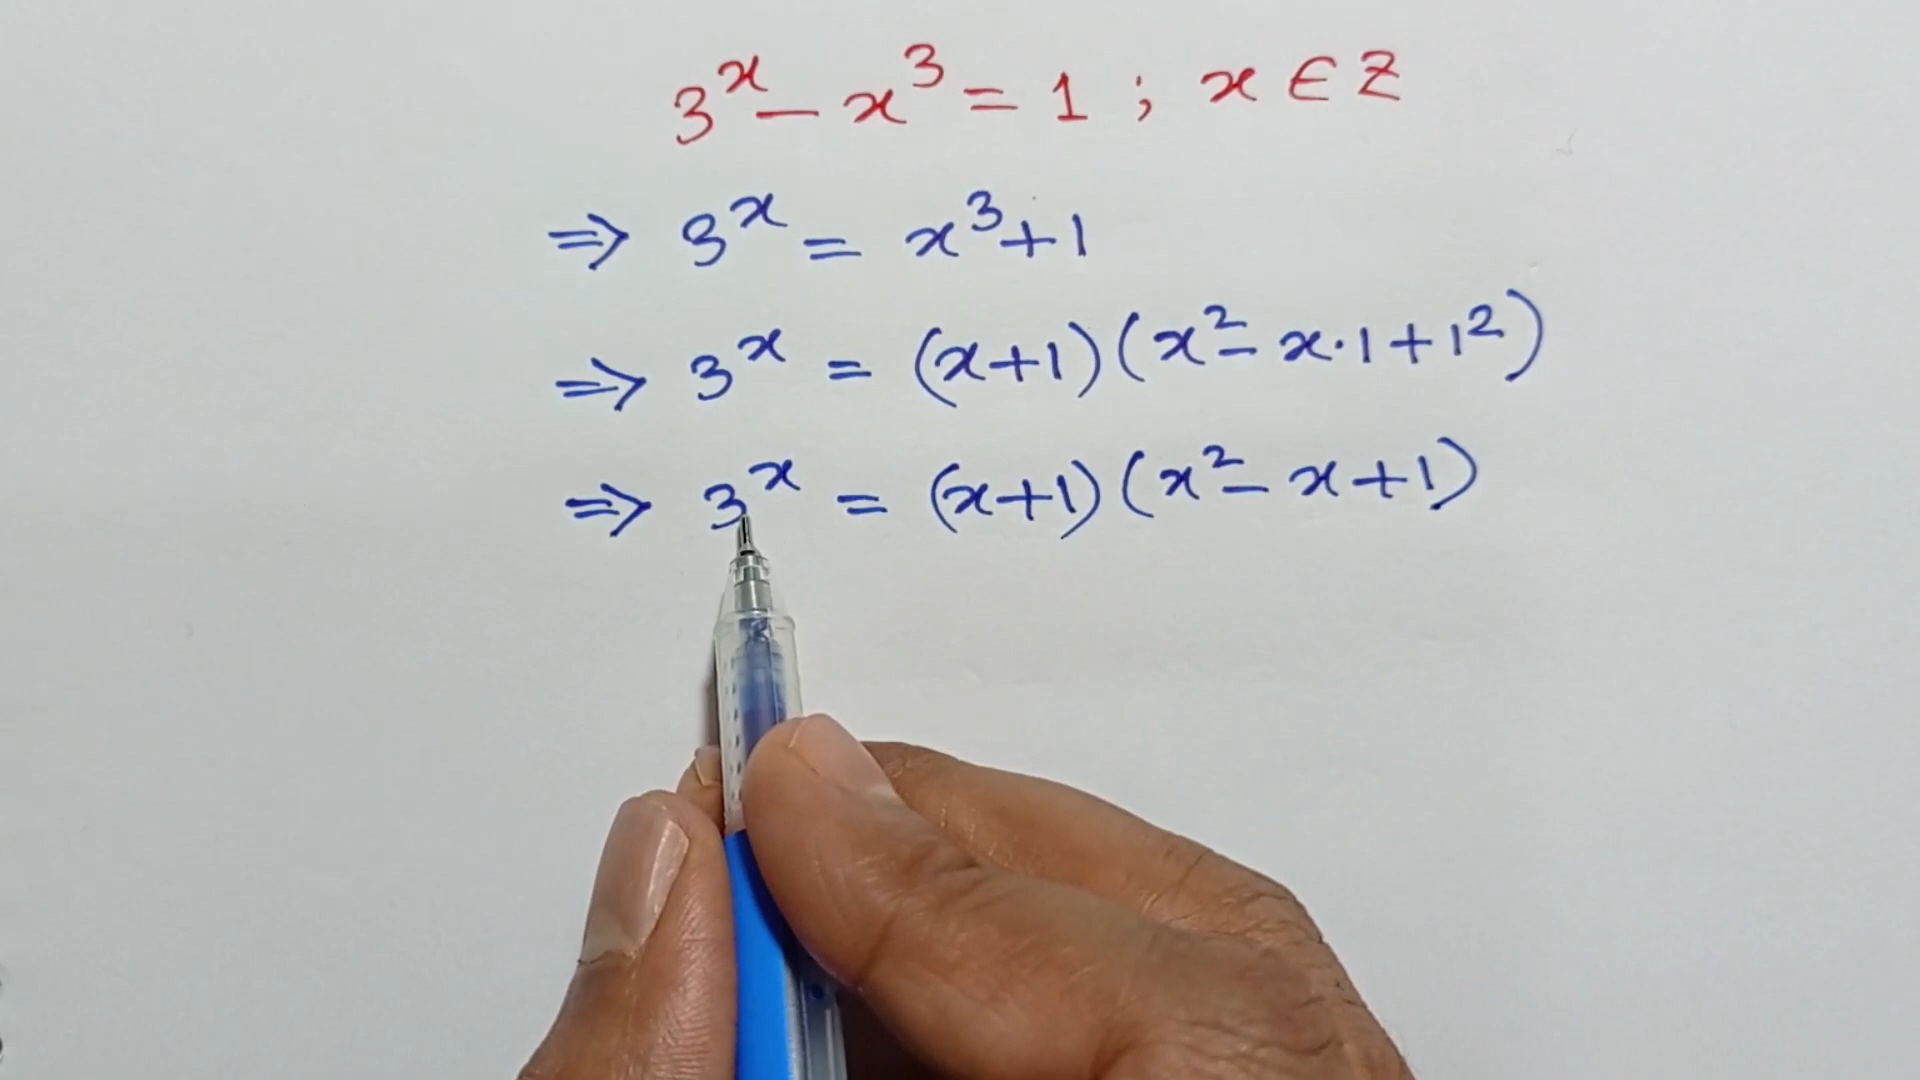 3^x - x^3 = 1 ; x ∈ Z
⇒ 3^x = x^3 + 1
⇒ 3^x = (x+1)(x^2 - x·1 + 1^2)
⇒ 3^x = (x+1)(x^2 - x + 1)